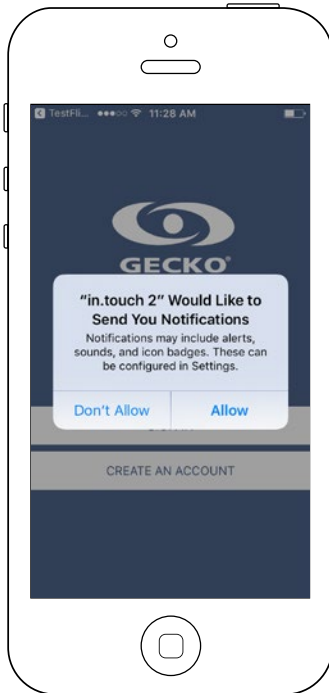 TestFli... 11:28 AM
GECKO®
"in.touch 2" Would Like to
Send You Notifications
Notifications may include alerts,
sounds, and icon badges. These can
be configured in Settings.
Don't Allow Allow
CREATE AN ACCOUNT